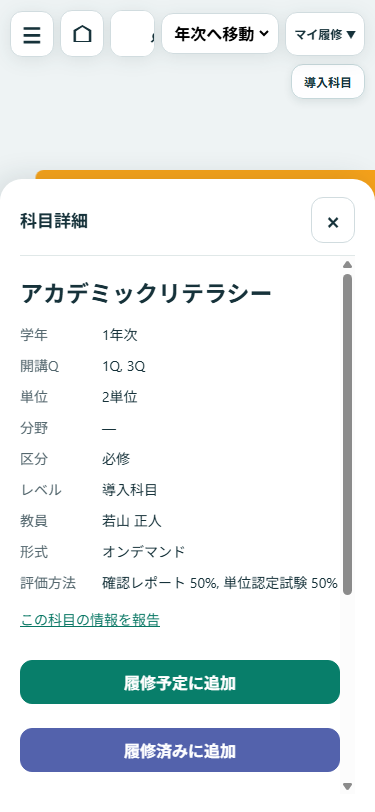 年次へ移動
マイ履修 ▼
導入科目
科目詳細
×
アカデミックリテラシー
学年 1年次
開講Q 1Q, 3Q
単位 2単位
分野 —
区分 必修
レベル 導入科目
教員 若山 正人
形式 オンデマンド
評価方法 確認レポート 50%, 単位認定試験 50%
この科目の情報を報告
履修予定に追加
履修済みに追加